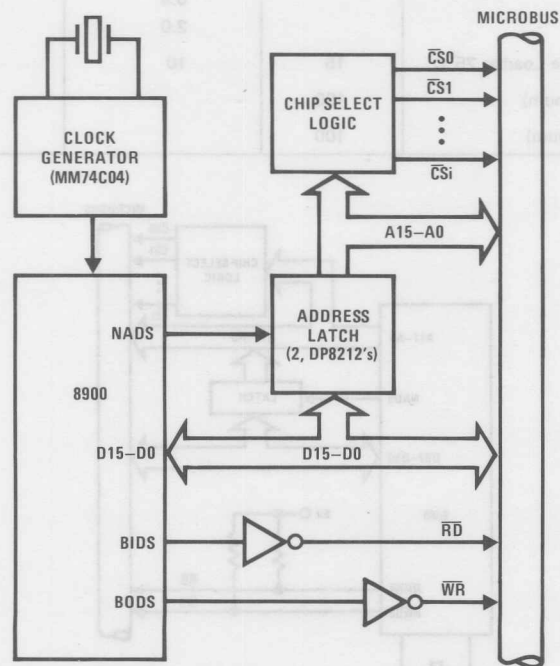 MICROBUS
CS0
CHIP SELECT
LOGIC
CS1
CSi
CLOCK
GENERATOR
(MM74C04)
A15–A0
NADS
ADDRESS
LATCH
(2, DP8212's)
8900
D15–D0
D15–D0
BIDS
RD
BODS
WR